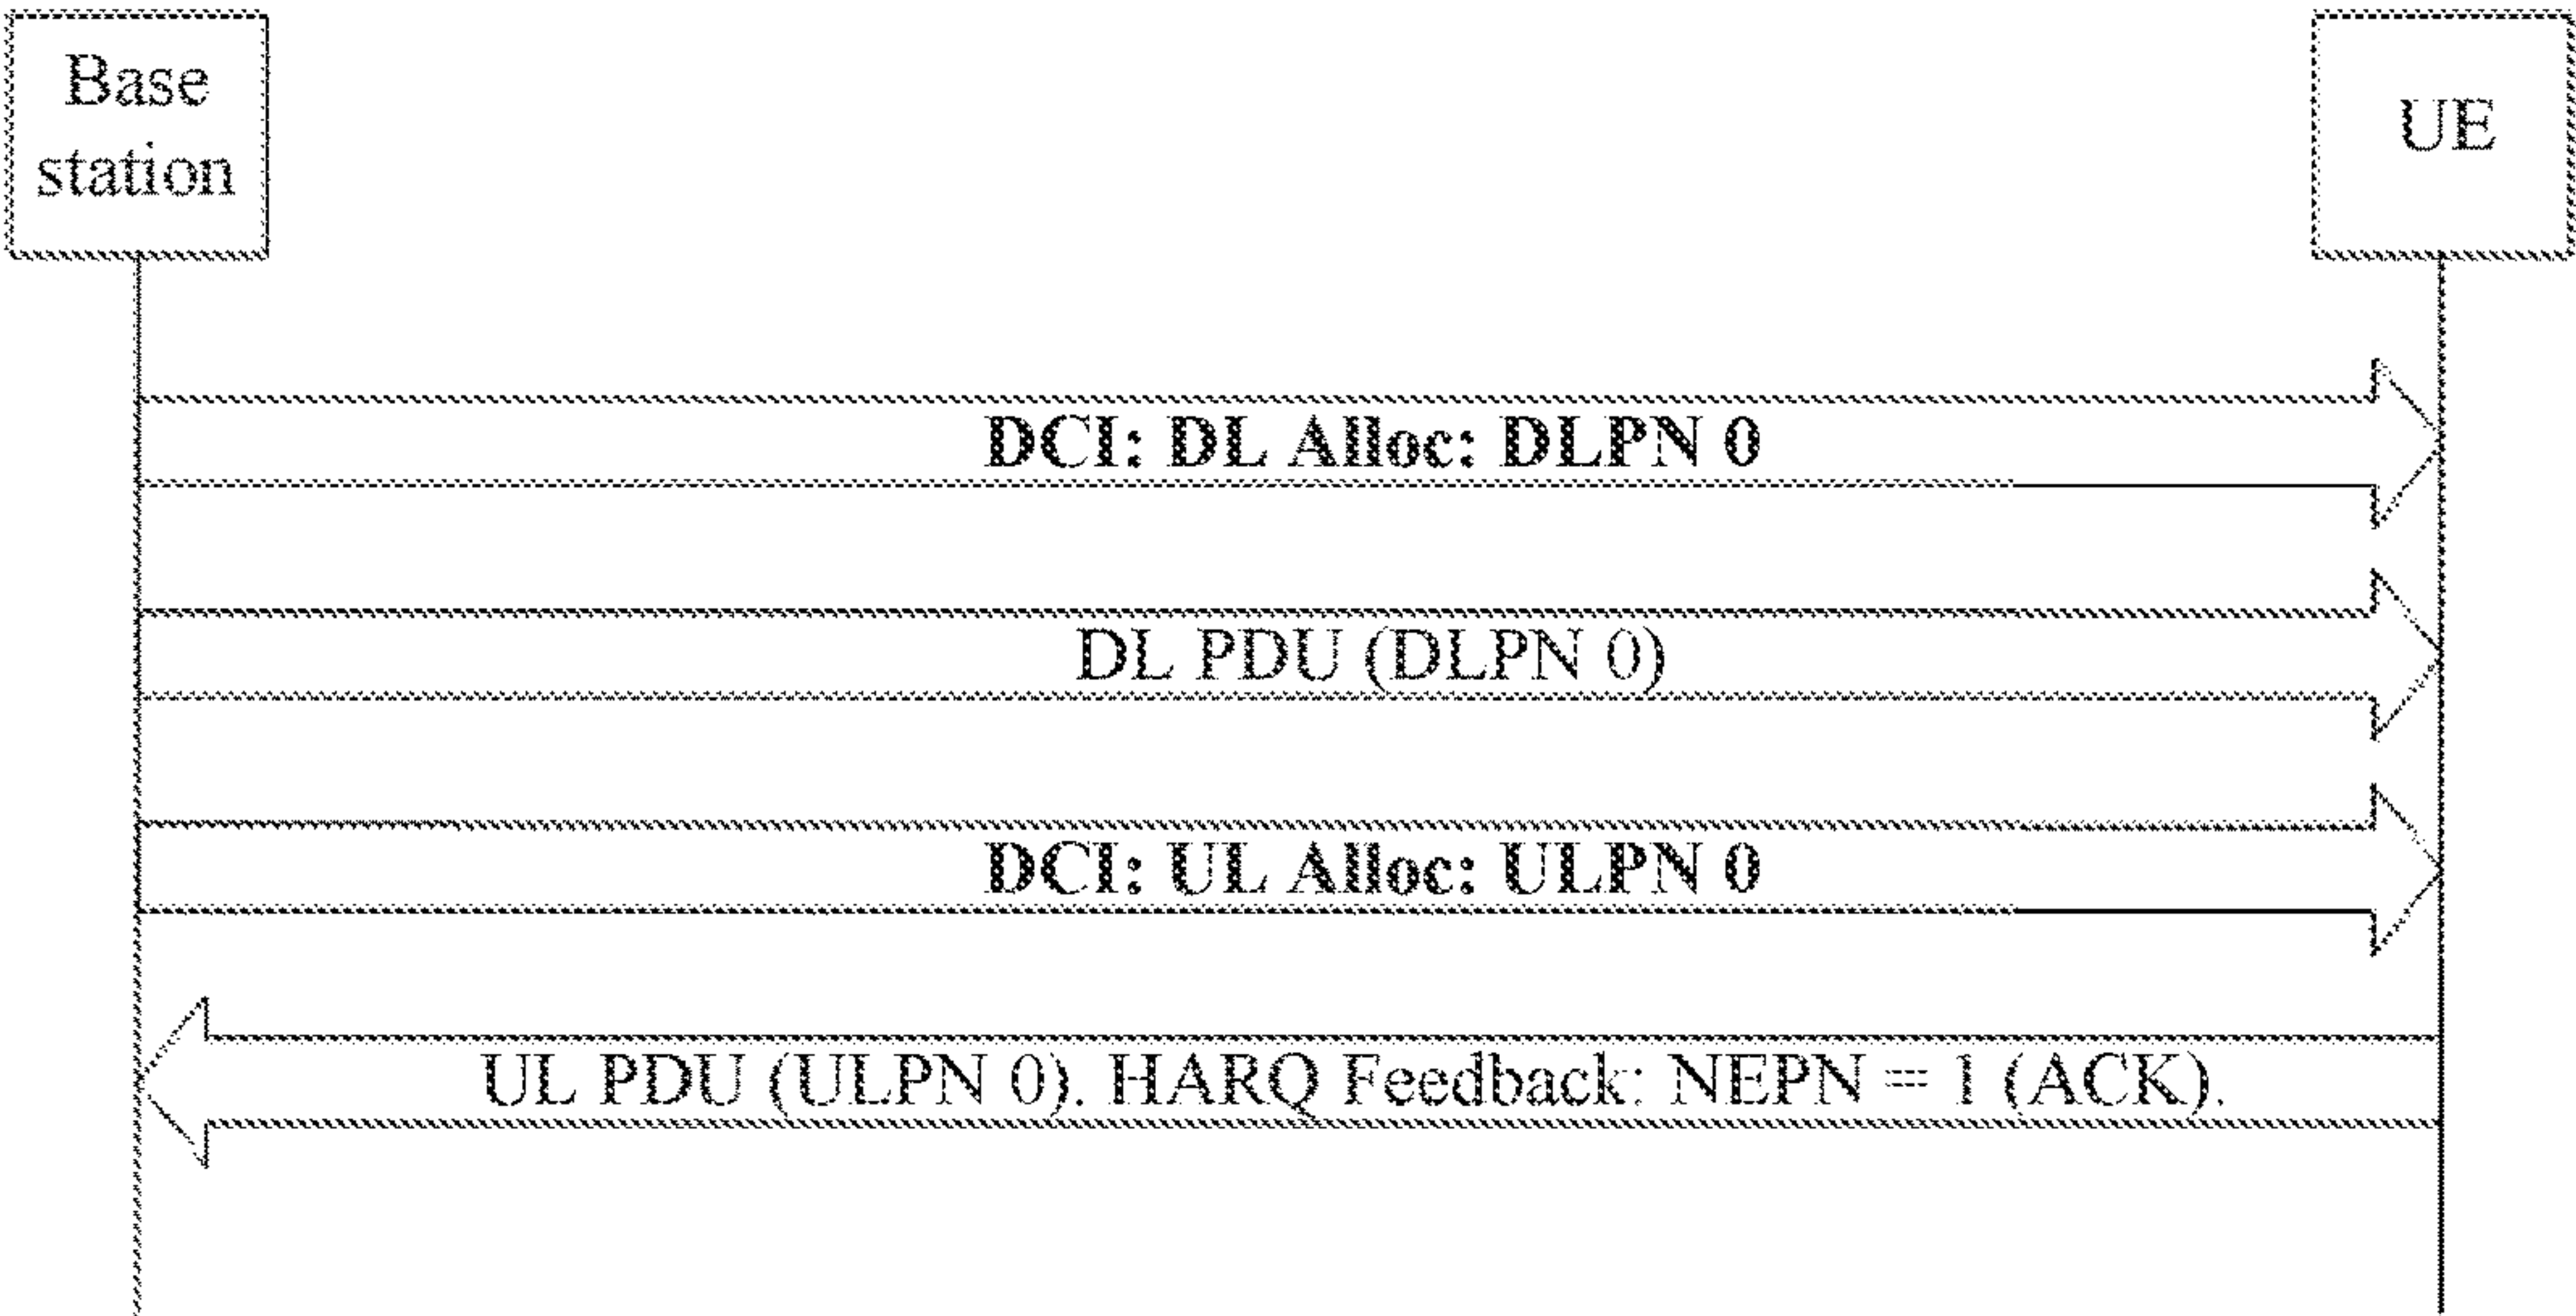 Base
station
UE
DCI: DL Alloc: DLPN 0
DL PDU (DLPN 0)
DCI: UL Alloc: ULPN 0
UL PDU (ULPN 0). HARQ Feedback: NEPN = 1 (ACK).